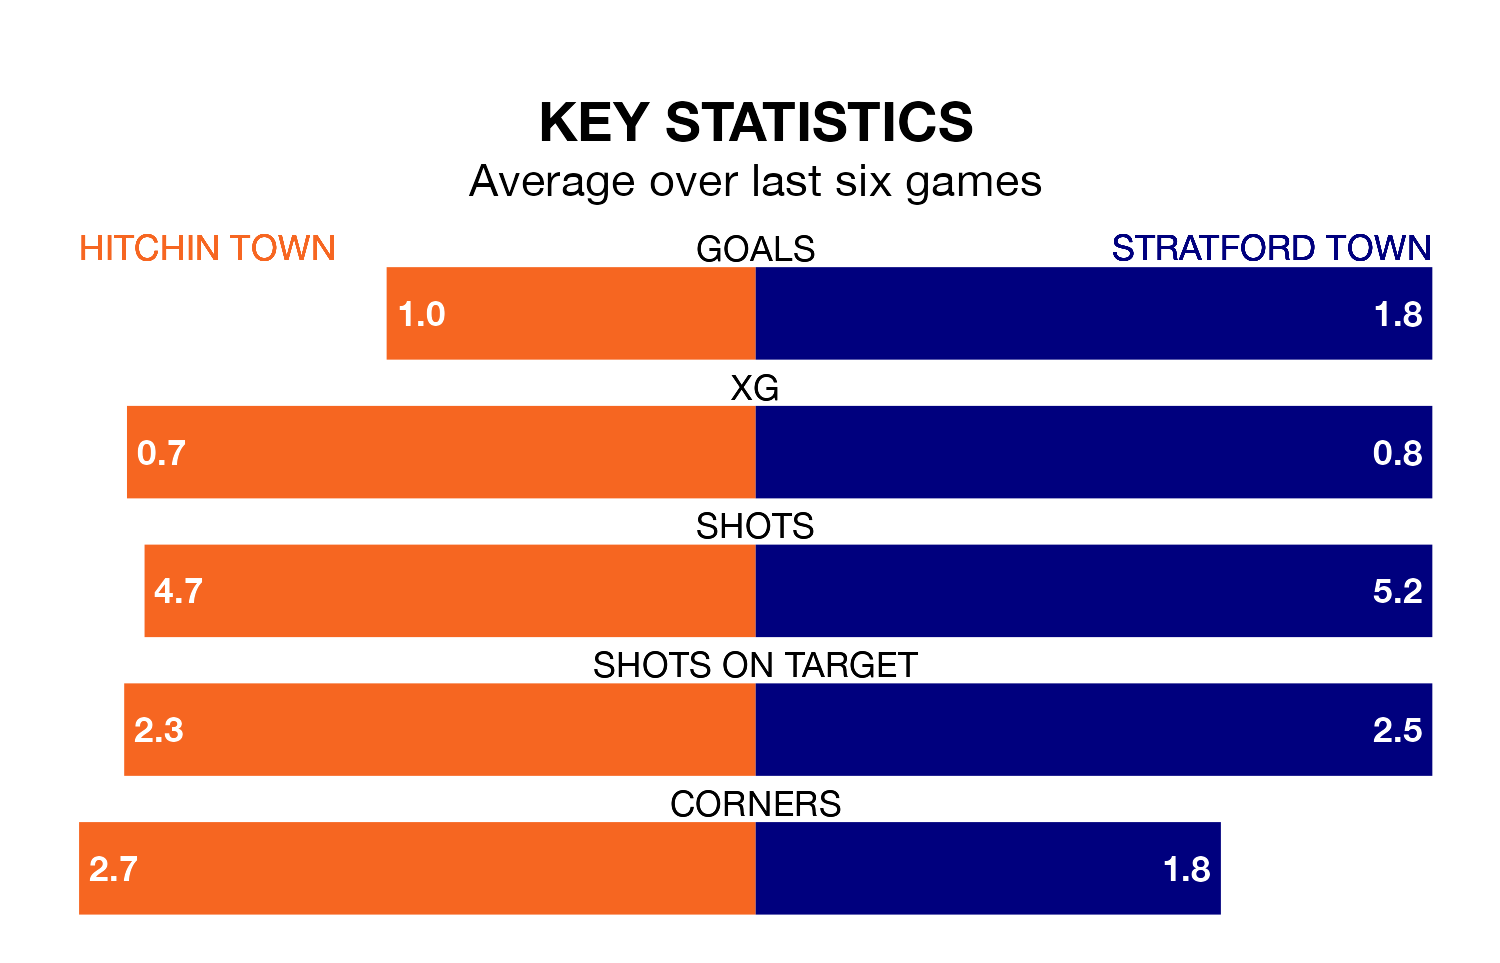 KEY STATISTICS
Average over last six games
HITCHIN TOWN GOALS STRATFORD TOWN
1.0 1.8
XG
0.7 0.8
SHOTS
4.7 5.2
SHOTS ON TARGET
2.3 2.5
CORNERS
2.7 1.8